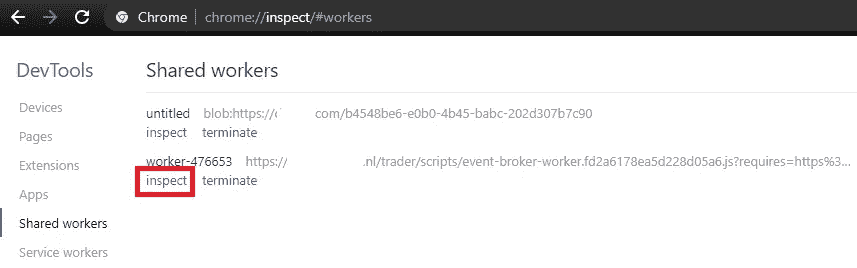 Chrome chrome://inspect/#workers
DevTools
Devices
Pages
Extensions
Apps
Shared workers
Service workers
Shared workers
untitled blob:https:// com/b4548be6-e0b0-4b45-babc-202d307b7c90
inspect terminate
worker-476653 https:// .nl/trader/scripts/event-broker-worker.fd2a6178ea5d228d05a6.js?requires=https%3...
inspect terminate